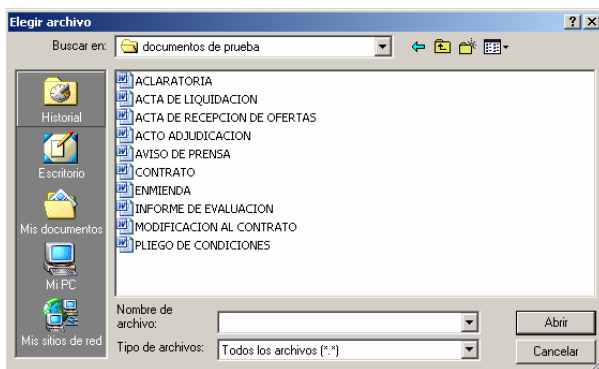 Elegir archivo
Buscar en: documentos de prueba
Historial
Escritorio
Mis documentos
Mi PC
Mis sitios de red
ACLARATORIA
ACTA DE LIQUIDACION
ACTA DE RECEPCION DE OFERTAS
ACTO ADJUDICACION
AVISO DE PRENSA
CONTRATO
ENMIENDA
INFORME DE EVALUACION
MODIFICACION AL CONTRATO
PLIEGO DE CONDICIONES
Nombre de
archivo:
Abrir
Tipo de archivos: Todos los archivos (*.*)
Cancelar